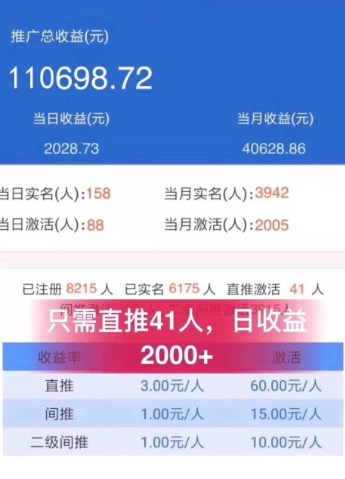 推广总收益(元)
110698.72
当日收益(元) 当月收益(元)
2028.73 40628.86
当日实名(人):158 当月实名(人):3942
当日激活(人):88 当月激活(人):2005
已注册 8215 人 已实名 6175 人 直推激活 41 人
只需直推41人，日收益
2000+
收益率 激活
直推 3.00元/人 60.00元/人
间推 1.00元/人 15.00元/人
二级间推 1.00元/人 10.00元/人